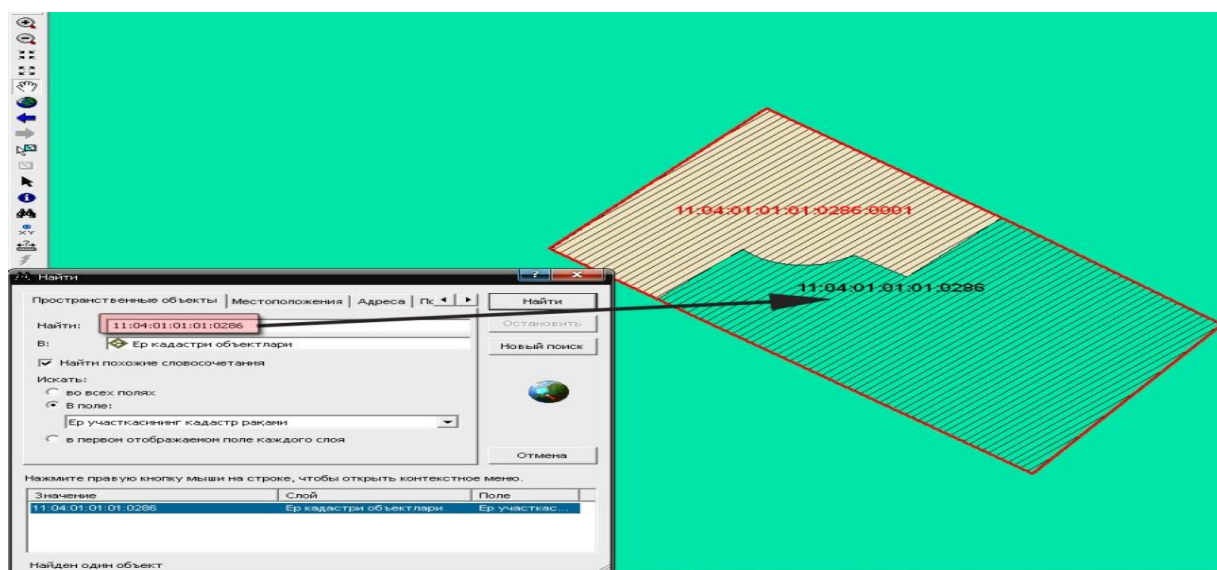 11:04:01:01:01:0286:0001
11:04:01:01:01:0286
Найти
Пространственные объекты Местоположения Адреса
Найти
Найти: 11:04:01:01:01:0286
Остановить
В: Ер кадастри объектлари
Новый поиск
Найти похожие словосочетания
Искать:
во всех полях
В поле:
Ер участкасининг кадастр рақами
в первом отображаемом поле каждого слоя
Отмена
Нажмите правую кнопку мыши на строке, чтобы открыть контекстное меню.
Значение Слой Поле
11:04:01:01:01:0286 Ер кадастри объектлари Ер участкас...
Найден один объект